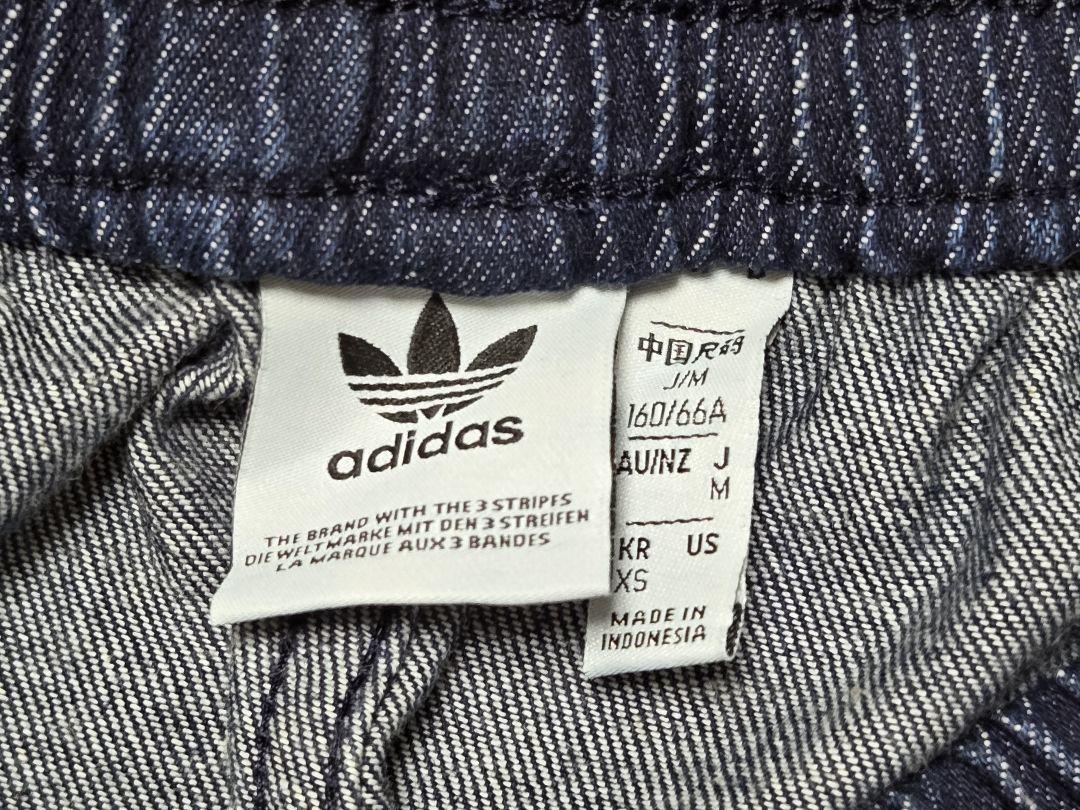 adidas
THE BRAND WITH THE 3 STRIPES
DIE WELTMARKE MIT DEN 3 STREIFEN
LA MARQUE AUX 3 BANDES
中国尺码
J/M
160/66A
AU/NZ J
M
KR US
XS
MADE IN
INDONESIA